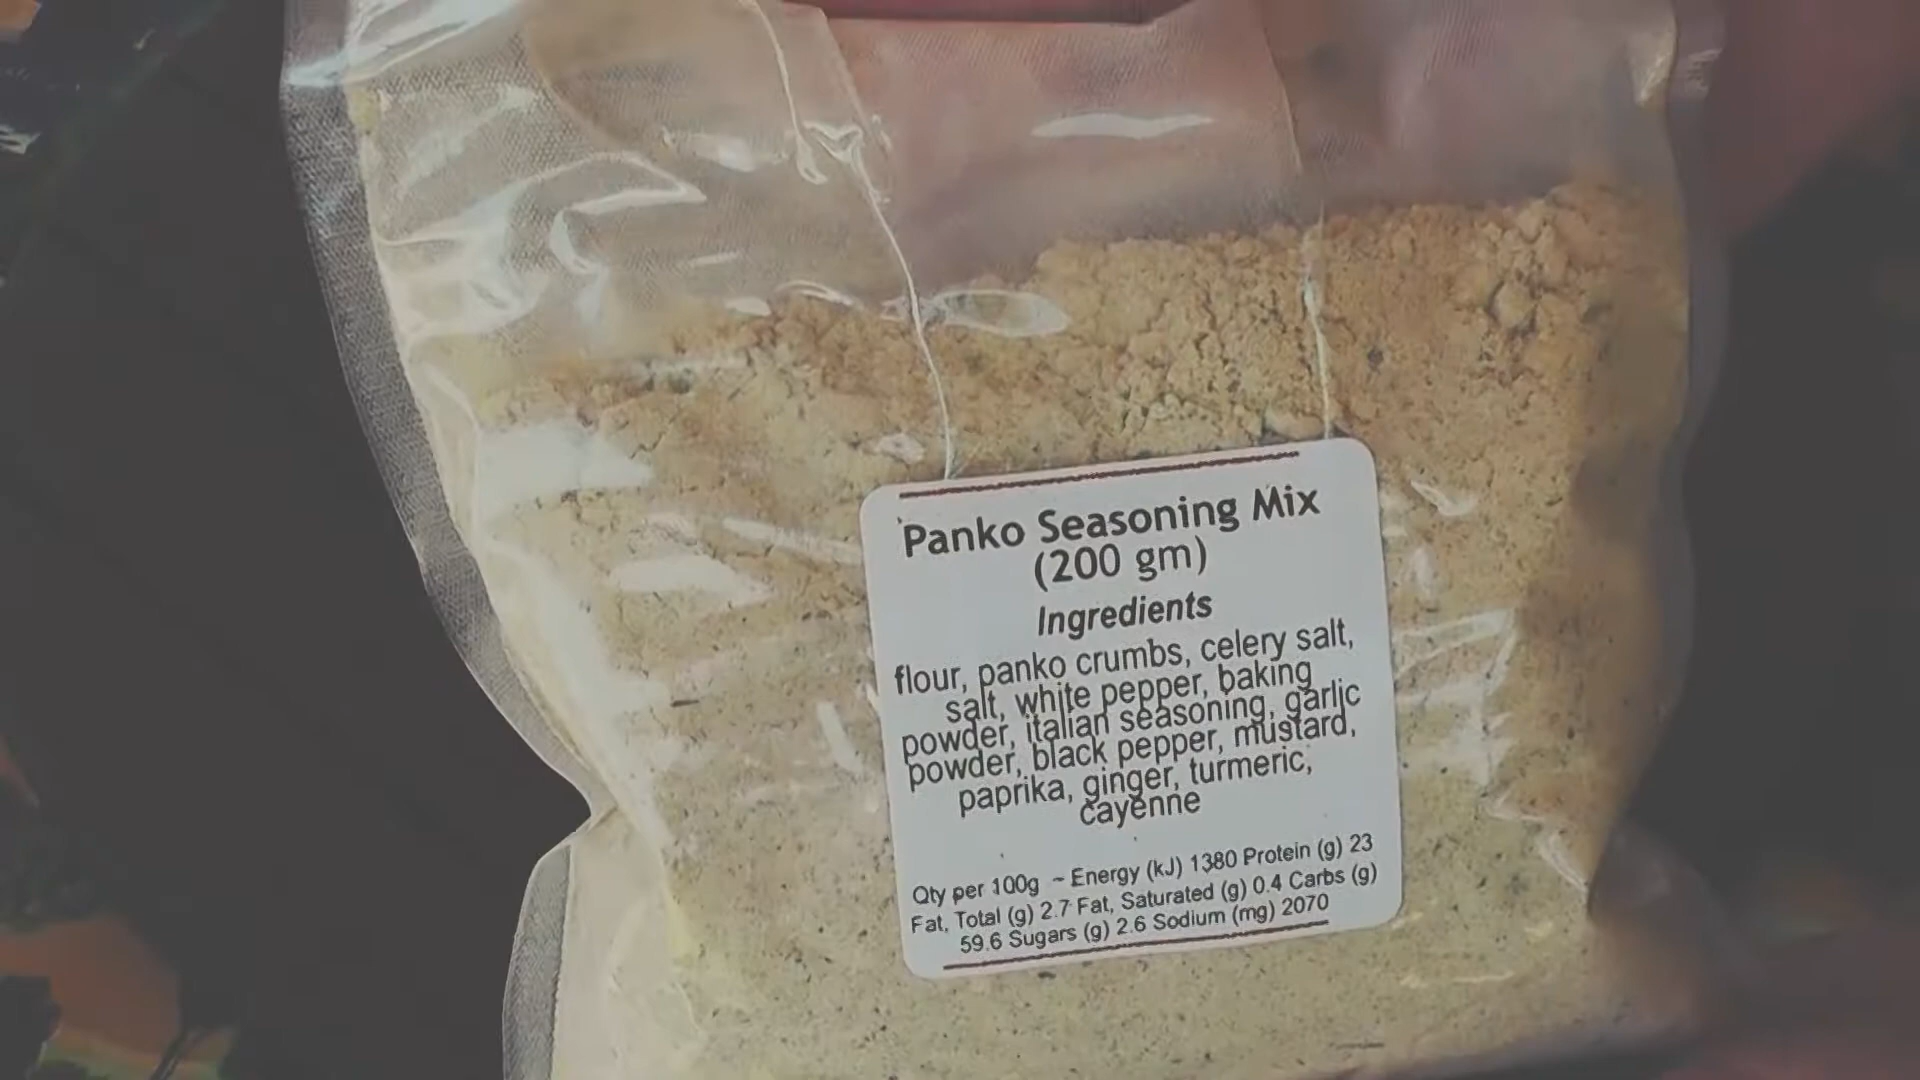 Panko Seasoning Mix
(200 gm)
Ingredients
flour, panko crumbs, celery salt,
salt, white pepper, baking
powder, italian seasoning, garlic
powder, black pepper, mustard,
paprika, ginger, turmeric,
cayenne
Qty per 100g ~ Energy (kJ) 1380 Protein (g) 23
Fat, Total (g) 2.7 Fat, Saturated (g) 0.4 Carbs (g)
59.6 Sugars (g) 2.6 Sodium (mg) 2070